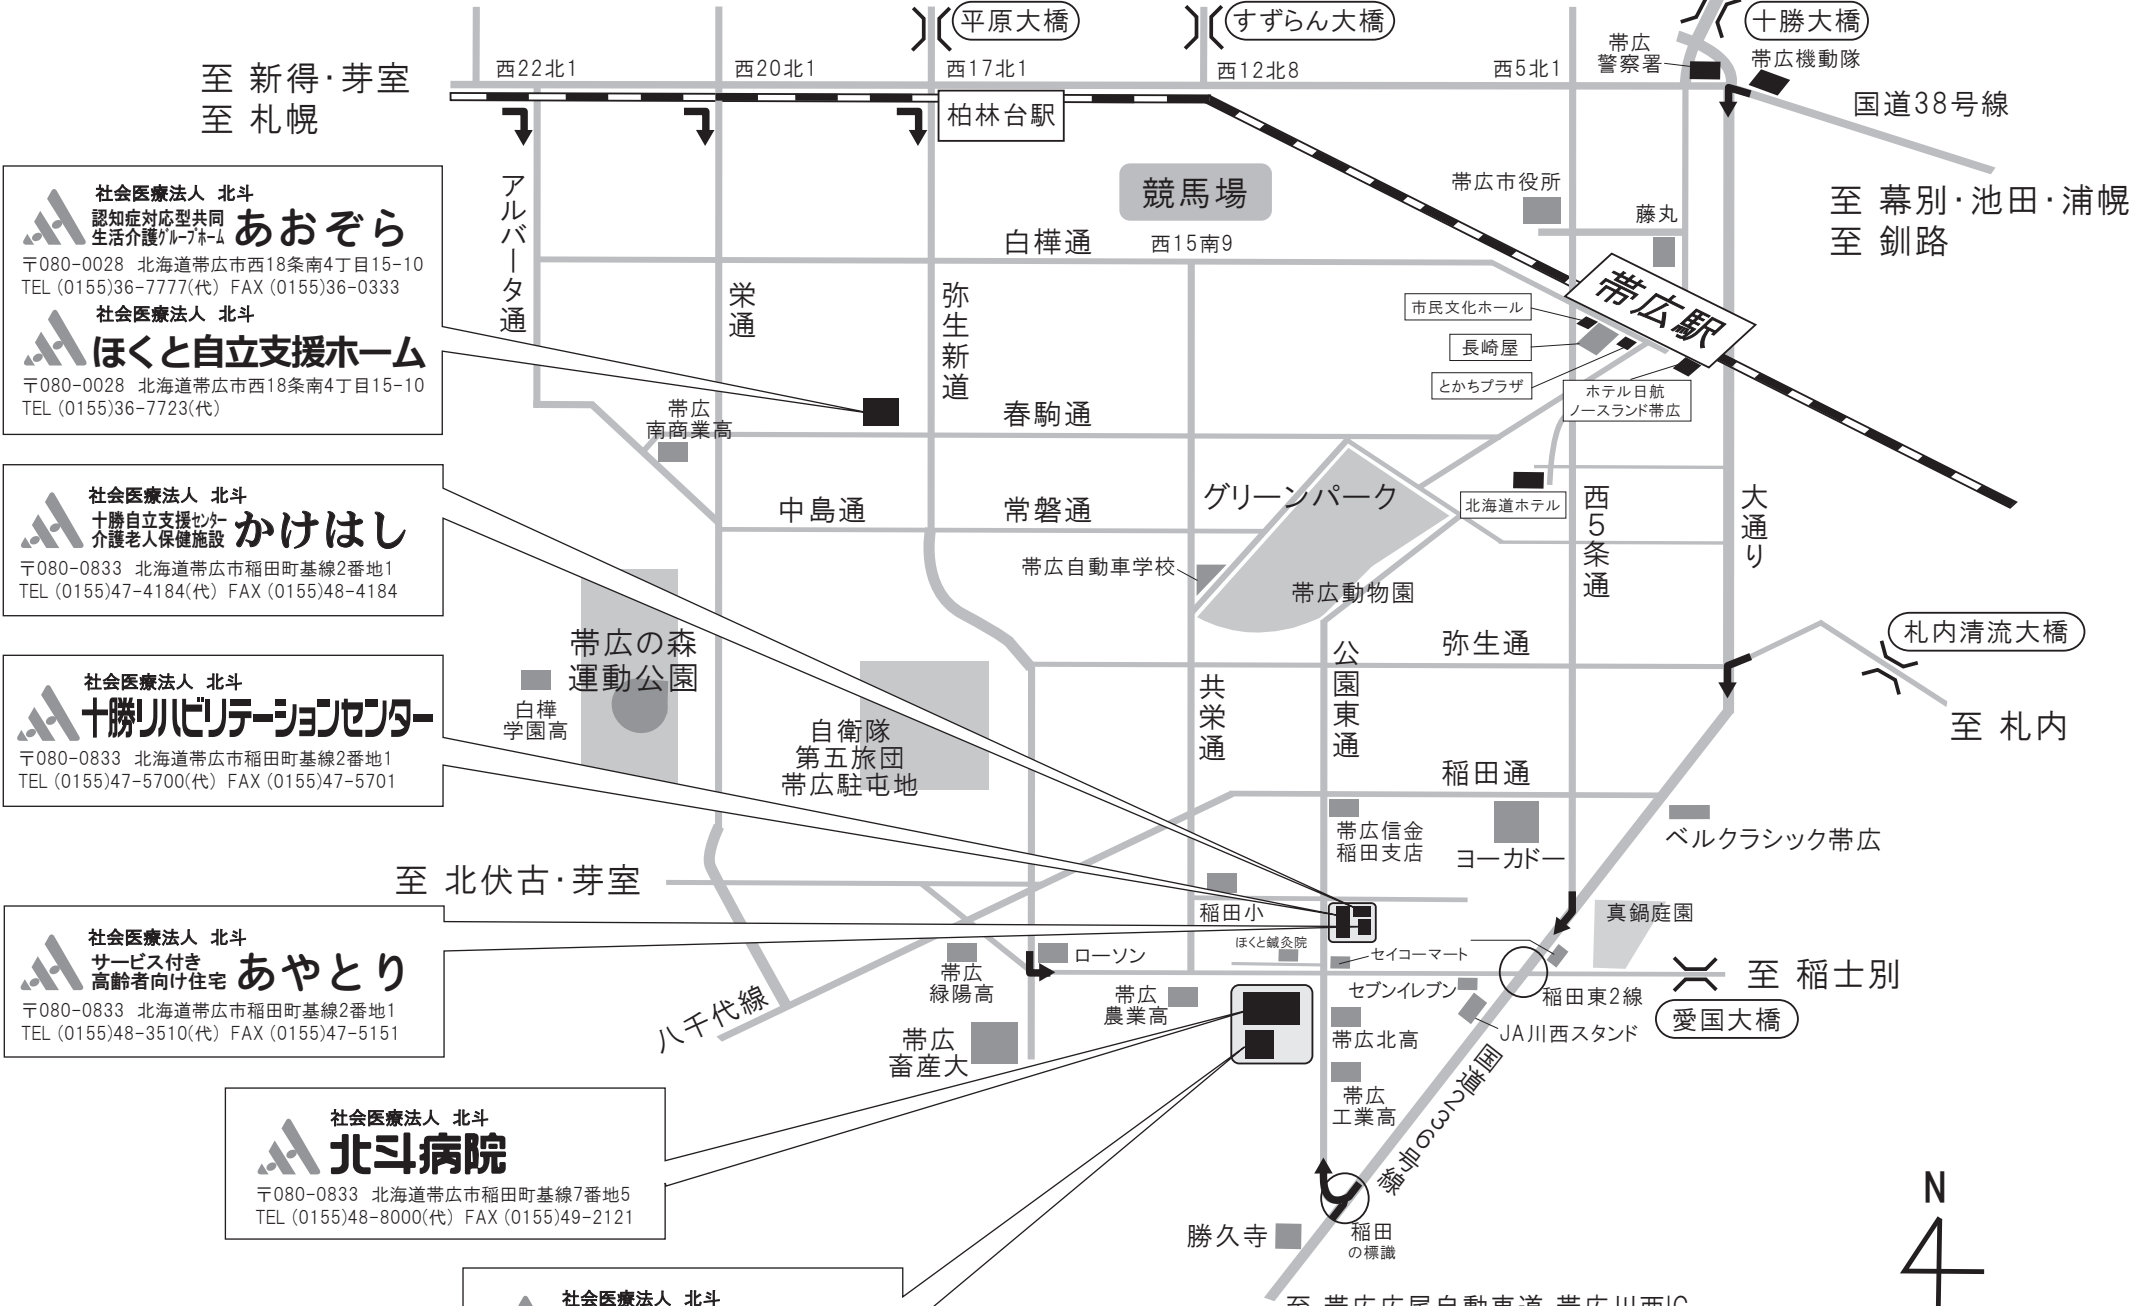 平原大橋
すずらん大橋
十勝大橋
帯広
警察署
帯広機動隊
西22北1
西20北1
西17北1
西12北8
西5北1
至 新得・芽室
至 札幌
柏林台駅
国道38号線
至 幕別・池田・浦幌
至 釧路
競馬場
帯広市役所
藤丸
アルバータ通
白樺通
西15南9
栄通
弥生新道
帯広駅
市民文化ホール
長崎屋
とかちプラザ
ホテル日航
ノースランド帯広
社会医療法人 北斗
認知症対応型共同
生活介護グループホーム
あおぞら
〒080-0028 北海道帯広市西18条南4丁目15-10
TEL (0155)36-7777(代) FAX (0155)36-0333
社会医療法人 北斗
ほくと自立支援ホーム
〒080-0028 北海道帯広市西18条南4丁目15-10
TEL (0155)36-7723(代)
帯広
南商業高
春駒通
中島通
常磐通
グリーンパーク
北海道ホテル
西5条通
大通り
社会医療法人 北斗
十勝自立支援センター
介護老人保健施設
かけはし
〒080-0833 北海道帯広市稲田町基線2番地1
TEL (0155)47-4184(代) FAX (0155)48-4184
帯広自動車学校
帯広動物園
帯広の森
運動公園
白樺
学園高
自衛隊
第五旅団
帯広駐屯地
共栄通
公園東通
弥生通
札内清流大橋
至 札内
社会医療法人 北斗
十勝リハビリテーションセンター
〒080-0833 北海道帯広市稲田町基線2番地1
TEL (0155)47-5700(代) FAX (0155)47-5701
稲田通
帯広信金
稲田支店
ヨーカドー
ベルクラシック帯広
至 北伏古・芽室
稲田小
真鍋庭園
ほくと鍼灸院
セイコーマート
ローソン
帯広
緑陽高
セブンイレブン
稲田東2線
至 稲士別
愛国大橋
社会医療法人 北斗
サービス付き
高齢者向け住宅
あやとり
〒080-0833 北海道帯広市稲田町基線2番地1
TEL (0155)48-3510(代) FAX (0155)47-5151
八千代線
帯広
農業高
帯広
畜産大
帯広北高
JA川西スタンド
帯広
工業高
国道236号線
社会医療法人 北斗
北斗病院
〒080-0833 北海道帯広市稲田町基線7番地5
TEL (0155)48-8000(代) FAX (0155)49-2121
勝久寺
稲田
の標識
N
社会医療法人 北斗
至 帯広広尾自動車道 帯広川西IC